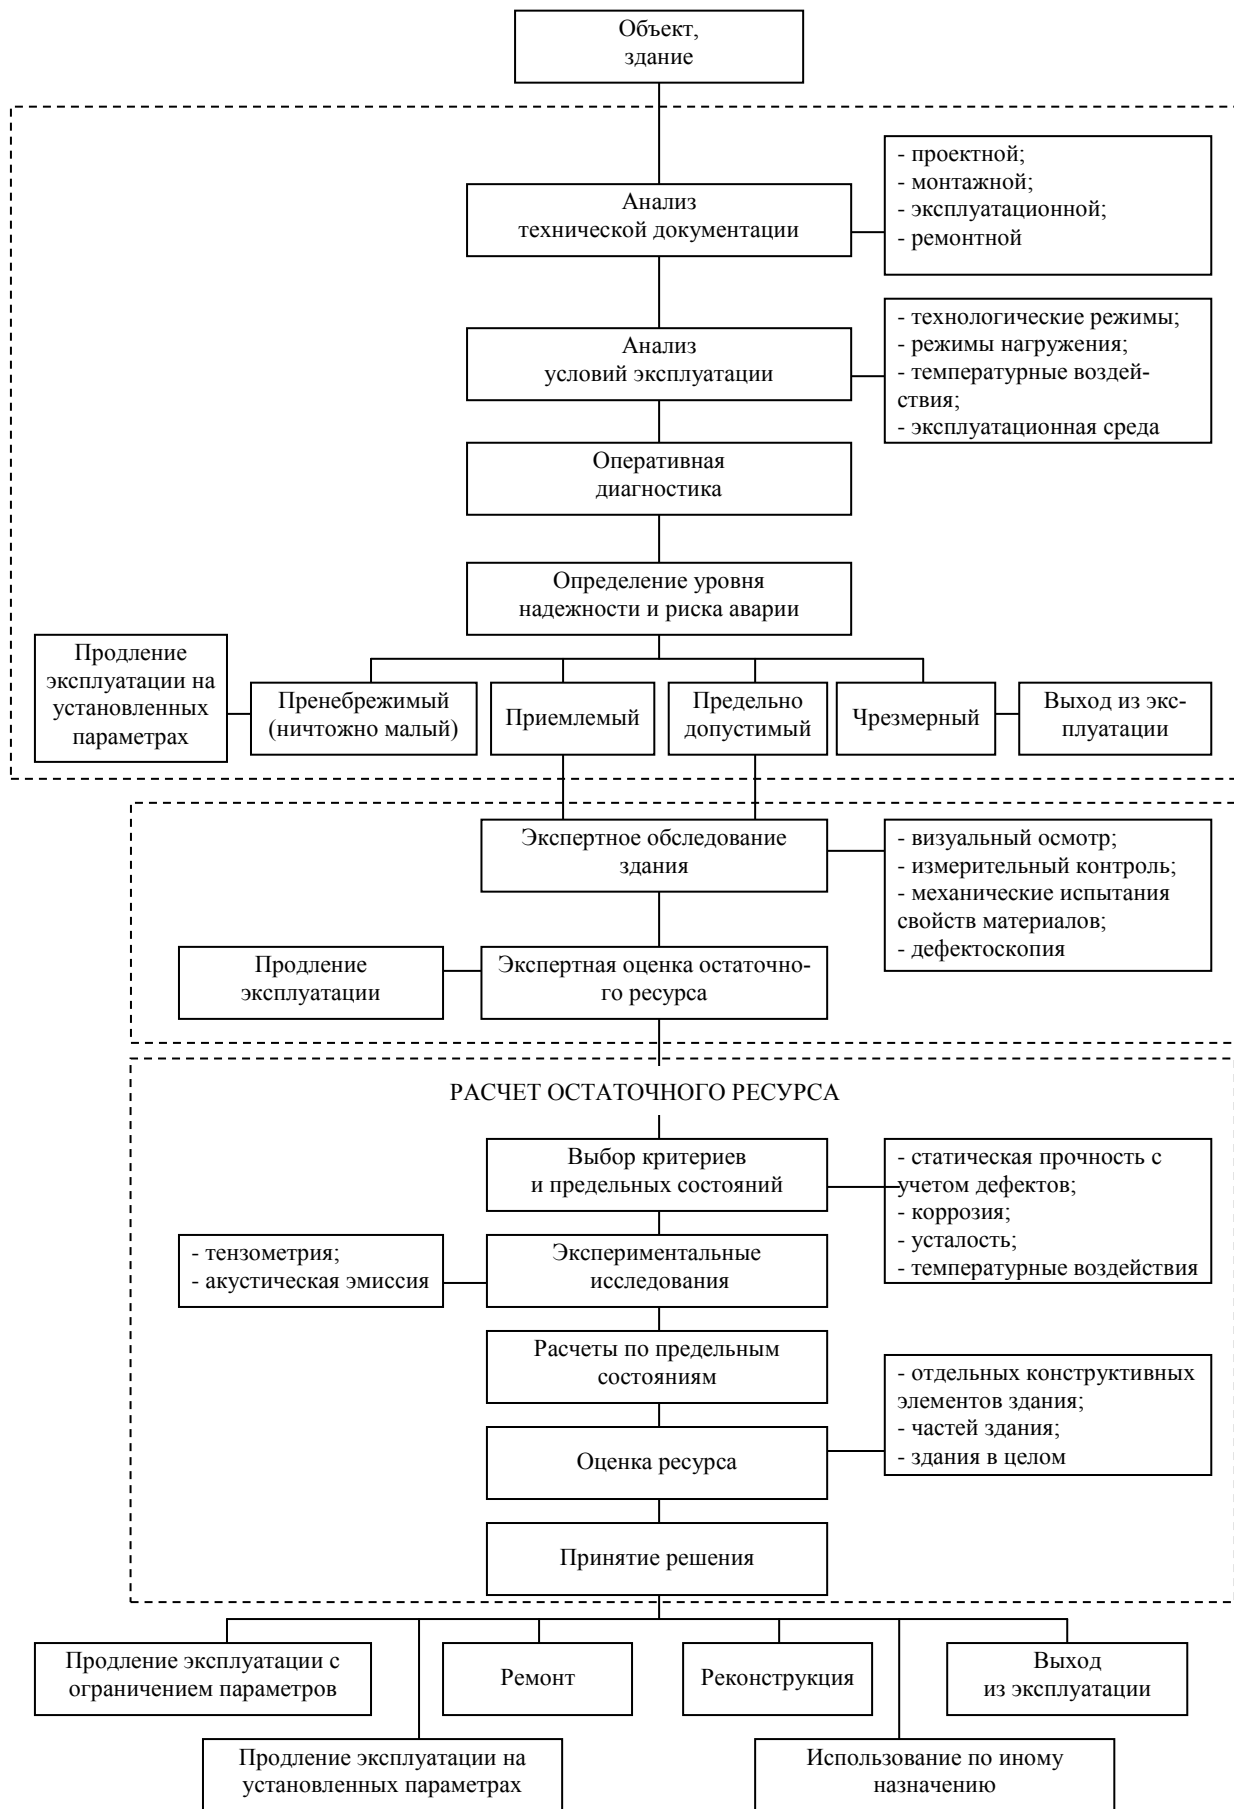 Объект,
здание
- проектной;
- монтажной;
- эксплуатационной;
- ремонтной
Анализ
технической документации
- технологические режимы;
- режимы нагружения;
- температурные воздей-
ствия;
- эксплуатационная среда
Анализ
условий эксплуатации
Оперативная
диагностика
Определение уровня
надежности и риска аварии
Продление
эксплуатации на
установленных
параметрах
Пренебрежимый
(ничтожно малый)
Приемлемый
Предельно
допустимый
Чрезмерный
Выход из экс-
плуатации
Экспертное обследование
здания
- визуальный осмотр;
- измерительный контроль;
- механические испытания
свойств материалов;
- дефектоскопия
Продление
эксплуатации
Экспертная оценка остаточно-
го ресурса
РАСЧЕТ ОСТАТОЧНОГО РЕСУРСА
Выбор критериев
и предельных состояний
- статическая прочность с
учетом дефектов;
- коррозия;
- усталость;
- температурные воздействия
- тензометрия;
- акустическая эмиссия
Экспериментальные
исследования
Расчеты по предельным
состояниям
- отдельных конструктивных
элементов здания;
- частей здания;
- здания в целом
Оценка ресурса
Принятие решения
Продление эксплуатации с
ограничением параметров
Ремонт
Реконструкция
Выход
из эксплуатации
Продление эксплуатации на
установленных параметрах
Использование по иному
назначению